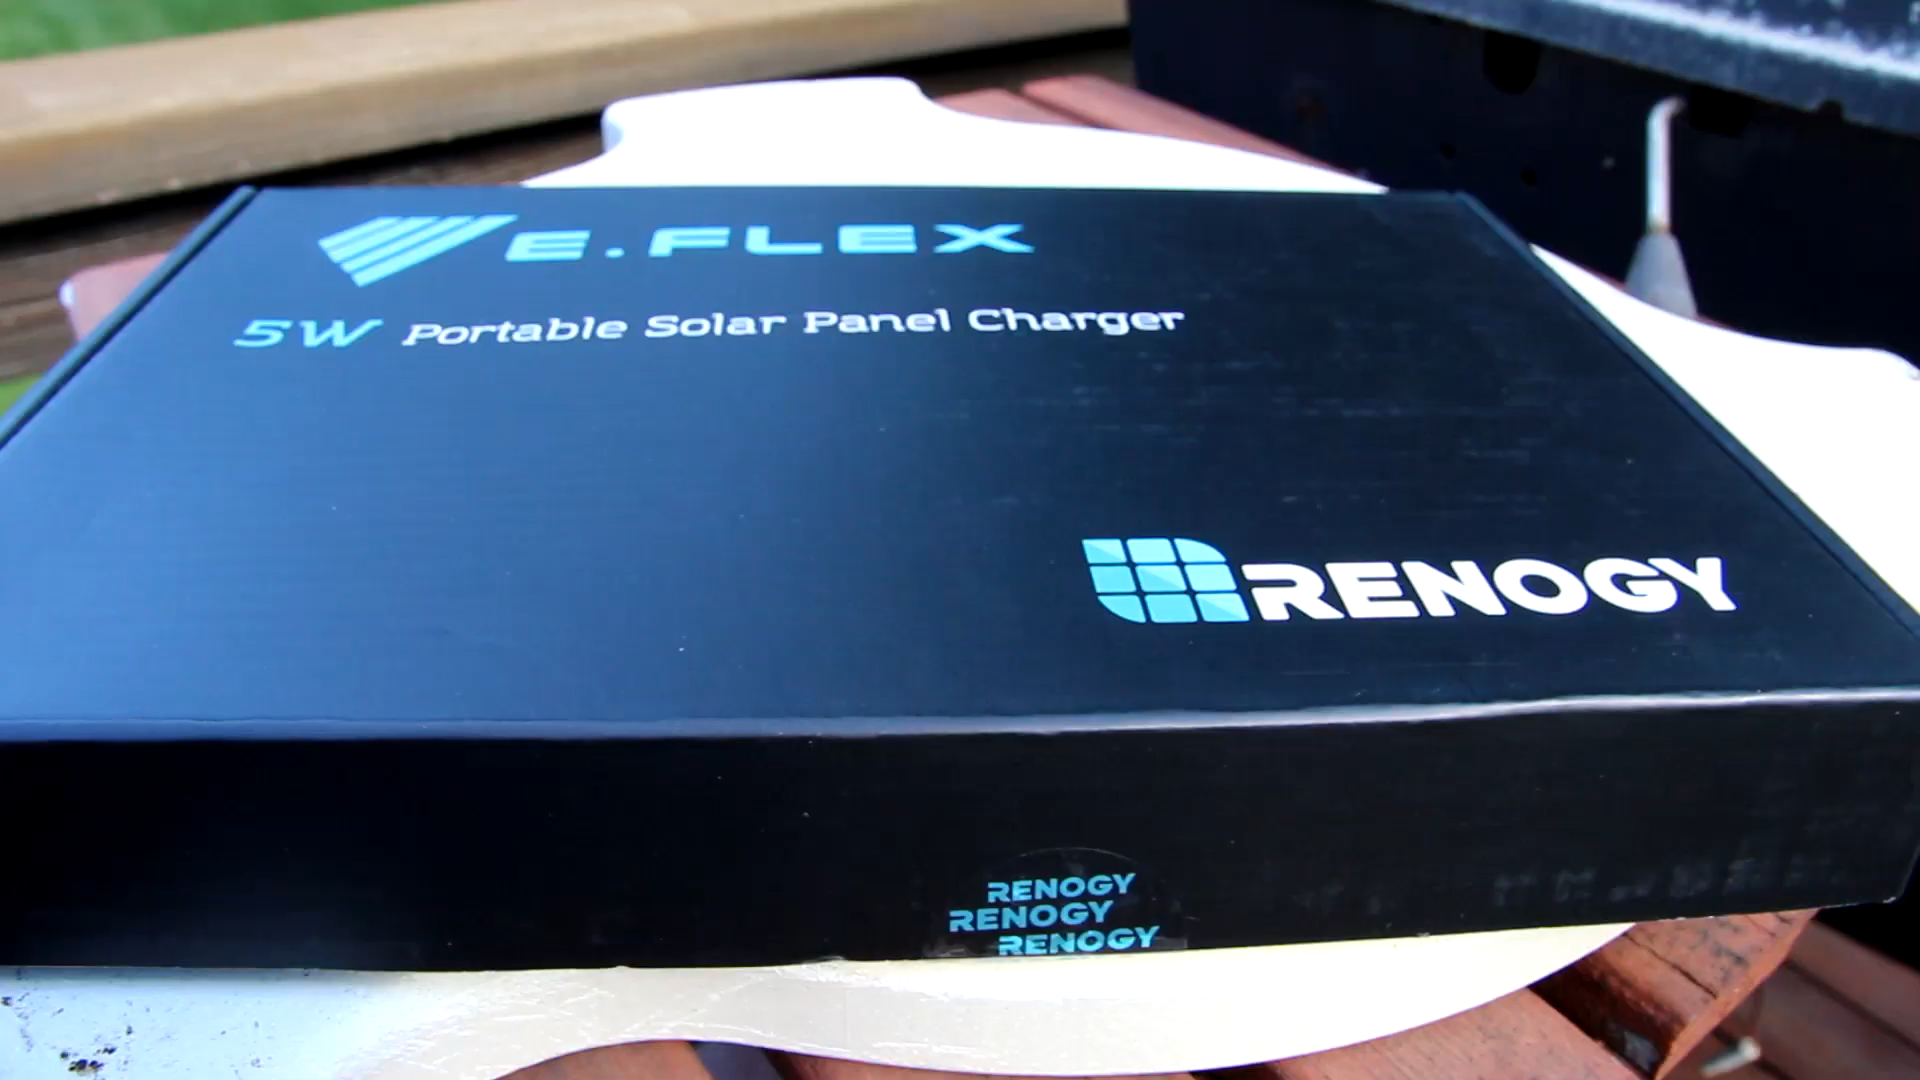 E.FLEX
5W Portable Solar Panel Charger
RENOGY
RENOGY
RENOGY
RENOGY